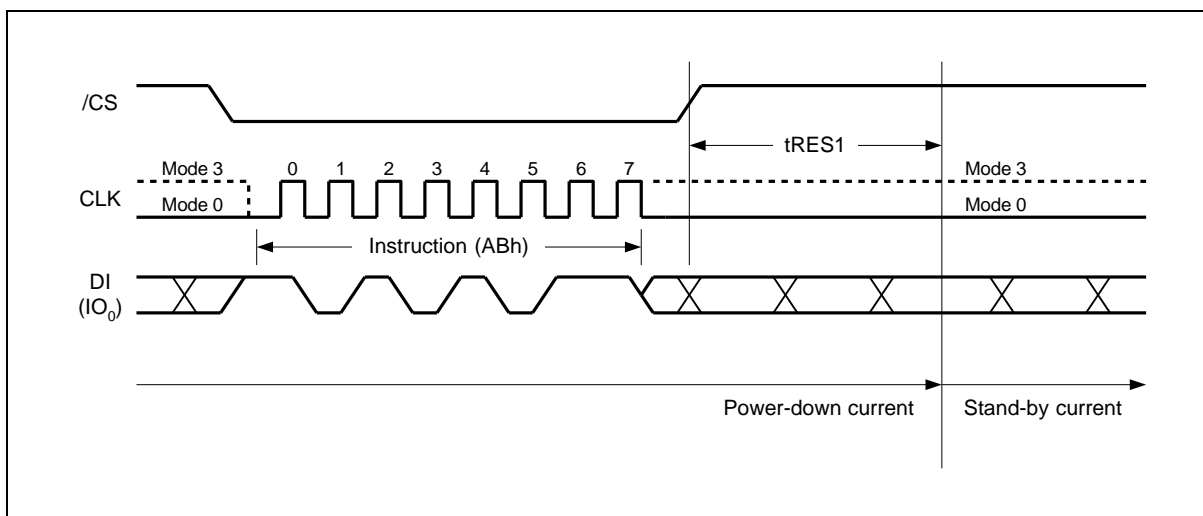 /CS
tRES1
Mode 3 0 1 2 3 4 5 6 7 Mode 3
CLK
Mode 0 Mode 0
Instruction (ABh)
DI
(IO0)
Power-down current Stand-by current